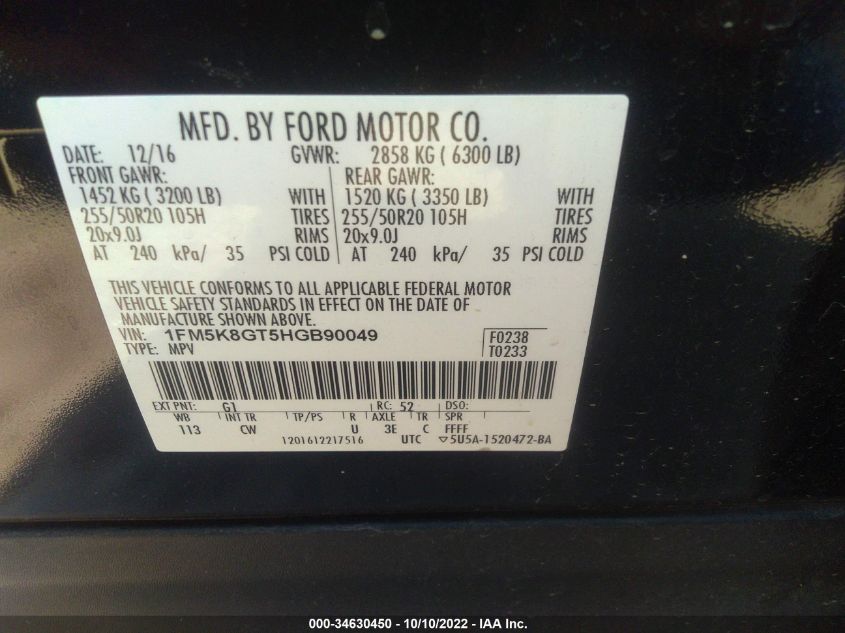 MFD. BY FORD MOTOR CO.
DATE: 12/16 GVWR: 2858 KG ( 6300 LB)
FRONT GAWR: REAR GAWR:
1452 KG ( 3200 LB) WITH 1520 KG ( 3350 LB) WITH
255/50R20 105H TIRES 255/50R20 105H TIRES
20x9.0J RIMS 20x9.0J RIMS
AT 240 kPa/ 35 PSI COLD AT 240 kPa/ 35 PSI COLD
THIS VEHICLE CONFORMS TO ALL APPLICABLE FEDERAL MOTOR
VEHICLE SAFETY STANDARDS IN EFFECT ON THE DATE OF
MANUFACTURE SHOWN ABOVE.
VIN: 1FM5K8GT5HGB90049 F0238
TYPE: MPV T0233
EXT PNT: G1 RC: 52 DSO:
WB INT TR TP/PS R AXLE TR SPR
113 CW U 3E C FFFF
1201612217516 UTC ▽5U5A-1520472-BA
000-34630450 - 10/10/2022 - IAA Inc.